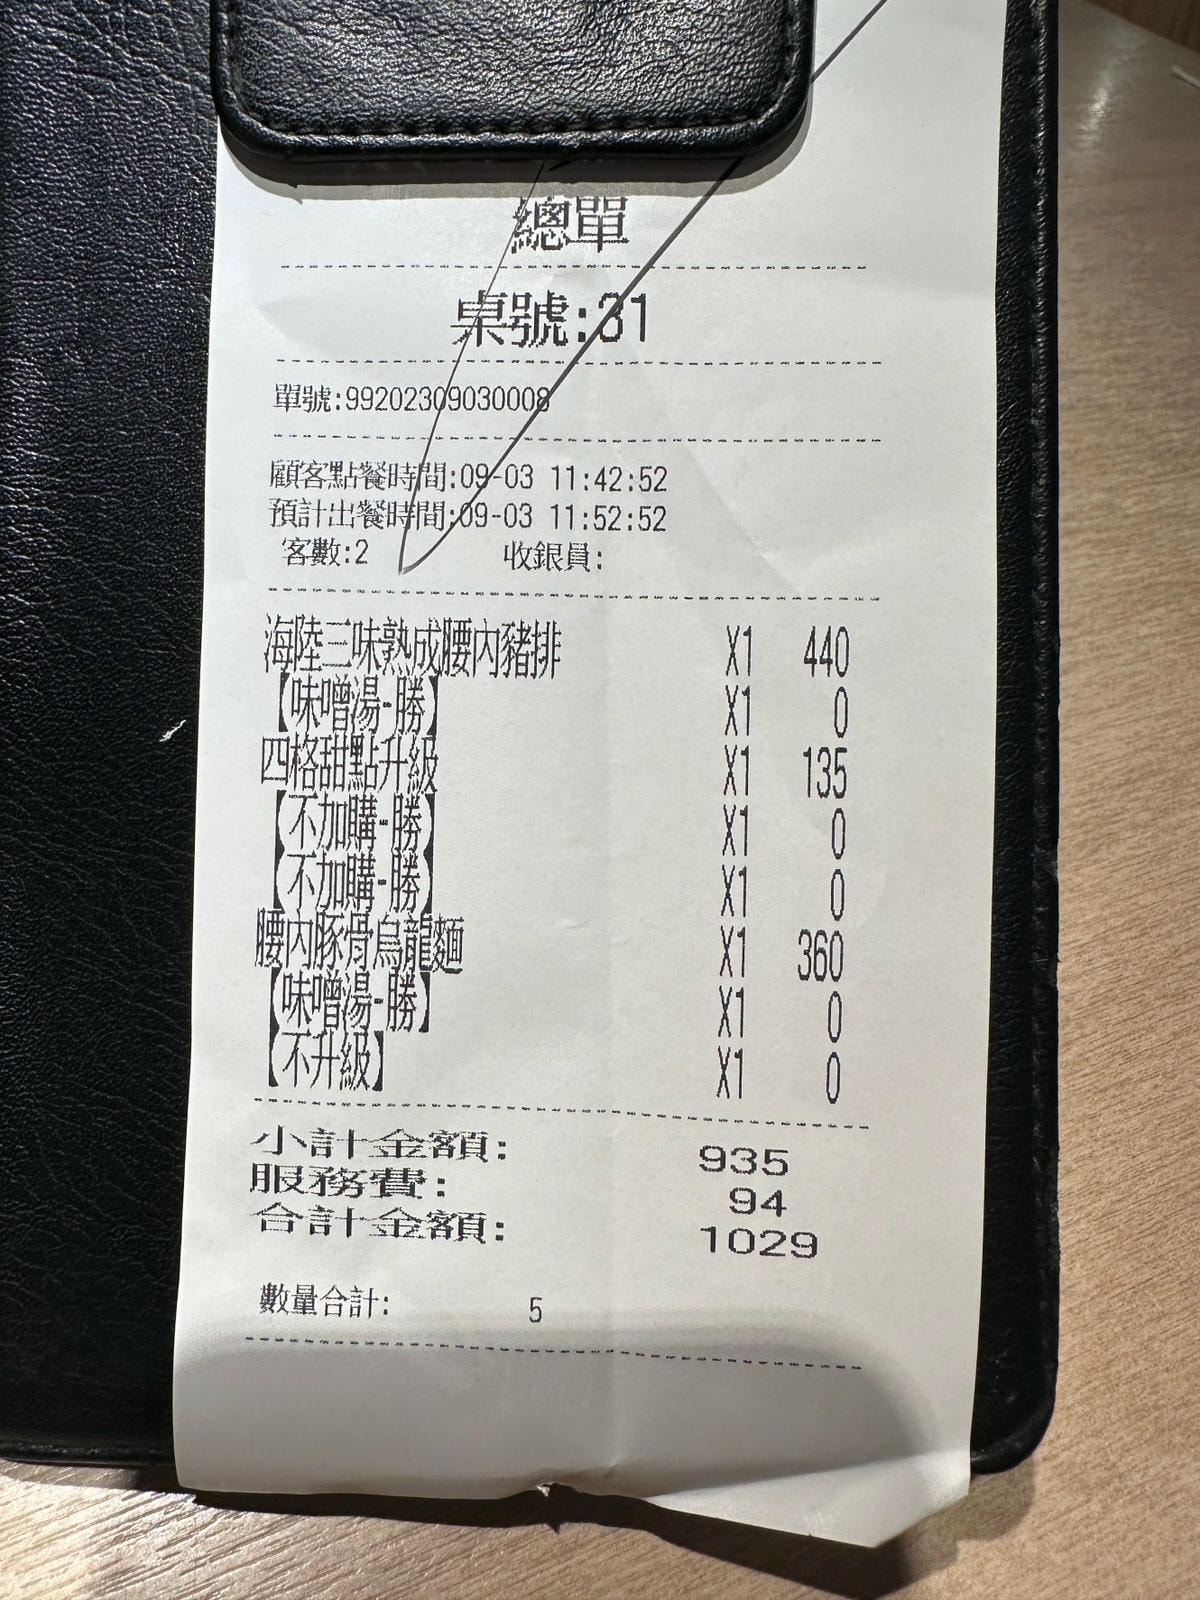 總單
桌號:31
單號:99202309030008
顧客點餐時間:09-03 11:42:52
預計出餐時間:09-03 11:52:52
客數:2 收銀員:
海陸三味熟成腰內豬排 X1 440
【味噌湯-勝】 X1 0
四格甜點升級 X1 135
【不加購-勝】 X1 0
【不加購-勝】 X1 0
腰內豚骨烏龍麵 X1 360
【味噌湯-勝】 X1 0
【不升級】 X1 0
小計金額: 935
服務費: 94
合計金額: 1029
數量合計: 5